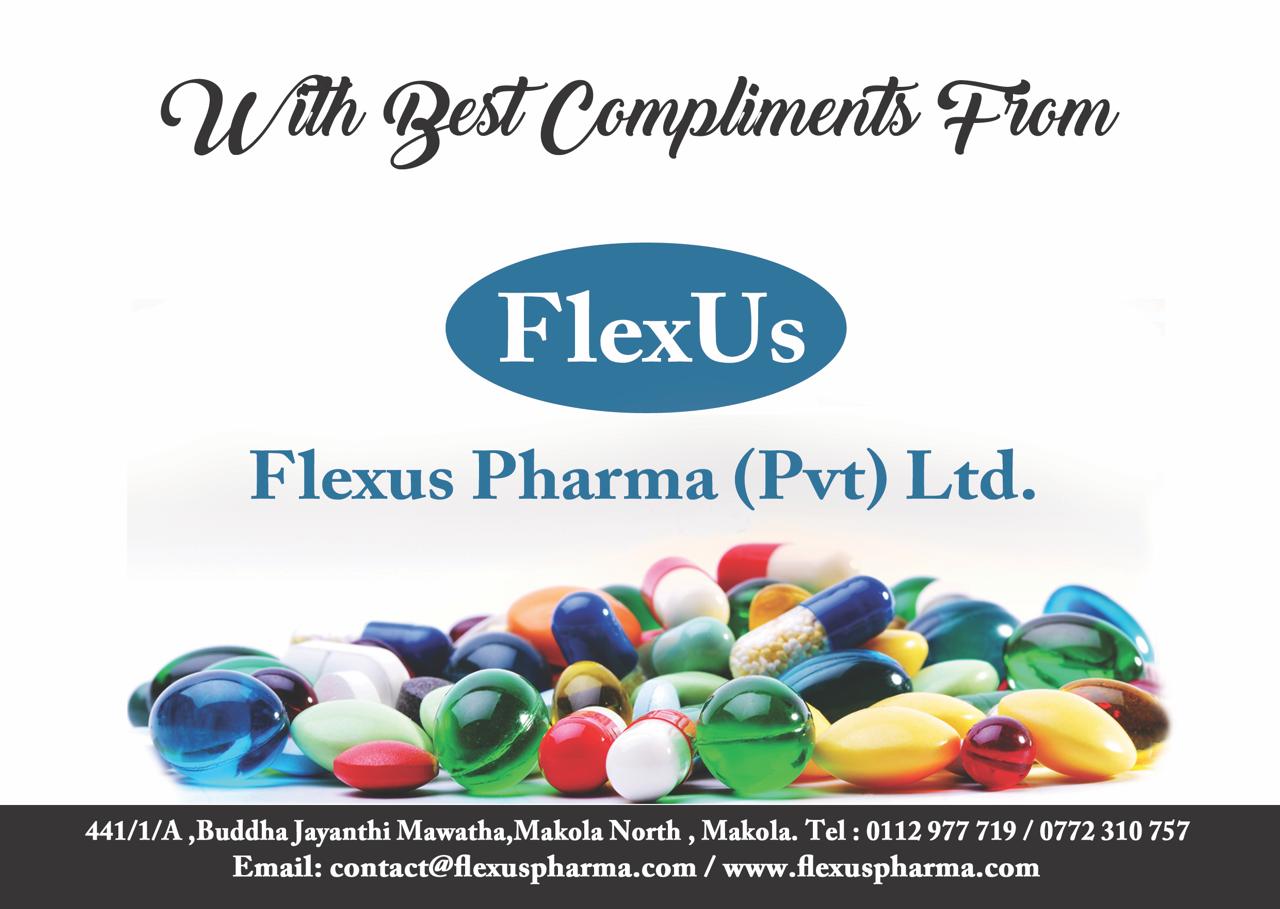 With Best Compliments From
FlexUs
Flexus Pharma (Pvt) Ltd.
441/1/A ,Buddha Jayanthi Mawatha,Makola North , Makola. Tel : 0112 977 719 / 0772 310 757
Email: contact@flexuspharma.com / www.flexuspharma.com